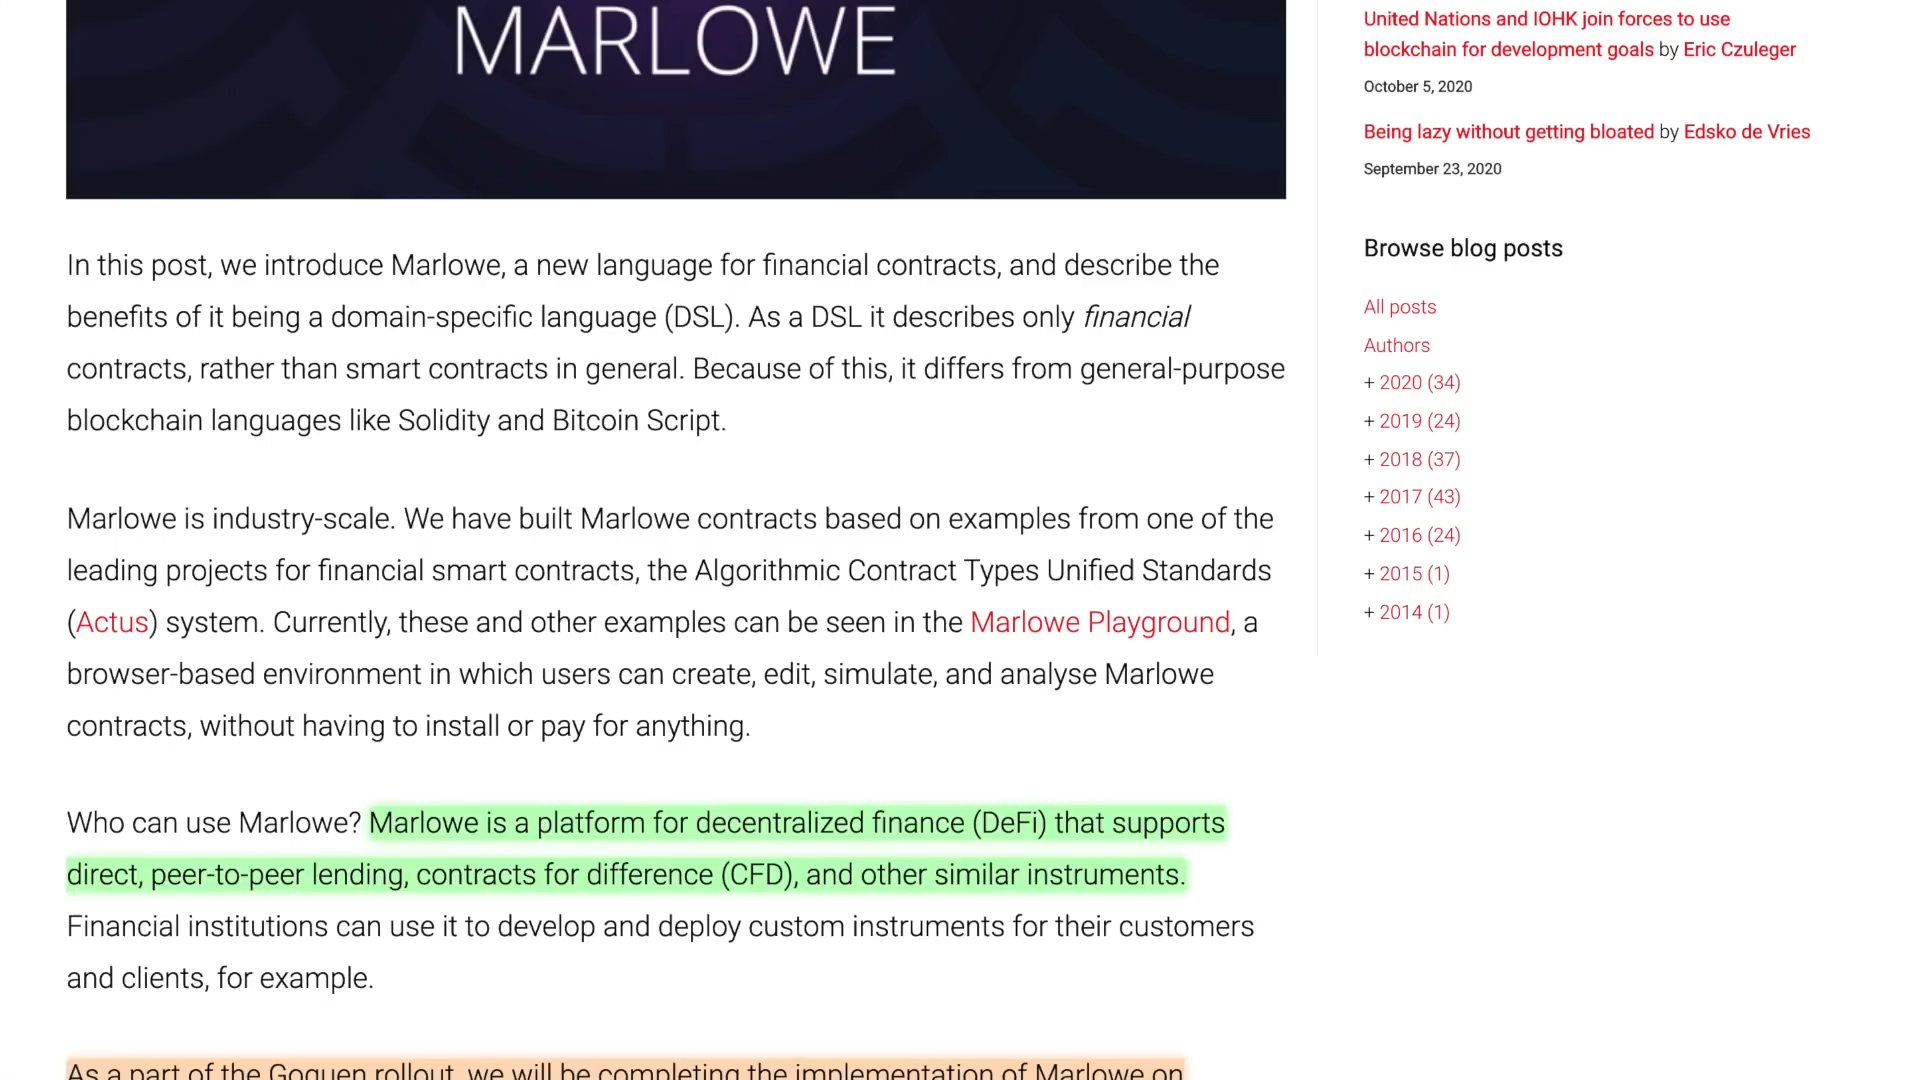 MARLOWE
In this post, we introduce Marlowe, a new language for financial contracts, and describe the
benefits of it being a domain-specific language (DSL). As a DSL it describes only financial
contracts, rather than smart contracts in general. Because of this, it differs from general-purpose
blockchain languages like Solidity and Bitcoin Script.
Marlowe is industry-scale. We have built Marlowe contracts based on examples from one of the
leading projects for financial smart contracts, the Algorithmic Contract Types Unified Standards
(Actus) system. Currently, these and other examples can be seen in the Marlowe Playground, a
browser-based environment in which users can create, edit, simulate, and analyse Marlowe
contracts, without having to install or pay for anything.
Who can use Marlowe? Marlowe is a platform for decentralized finance (DeFi) that supports
direct, peer-to-peer lending, contracts for difference (CFD), and other similar instruments.
Financial institutions can use it to develop and deploy custom instruments for their customers
and clients, for example.
As a part of the Goguen rollout, we will be completing the implementation of Marlowe on
United Nations and IOHK join forces to use
blockchain for development goals by Eric Czuleger
October 5, 2020
Being lazy without getting bloated by Edsko de Vries
September 23, 2020
Browse blog posts
All posts
Authors
+ 2020 (34)
+ 2019 (24)
+ 2018 (37)
+ 2017 (43)
+ 2016 (24)
+ 2015 (1)
+ 2014 (1)